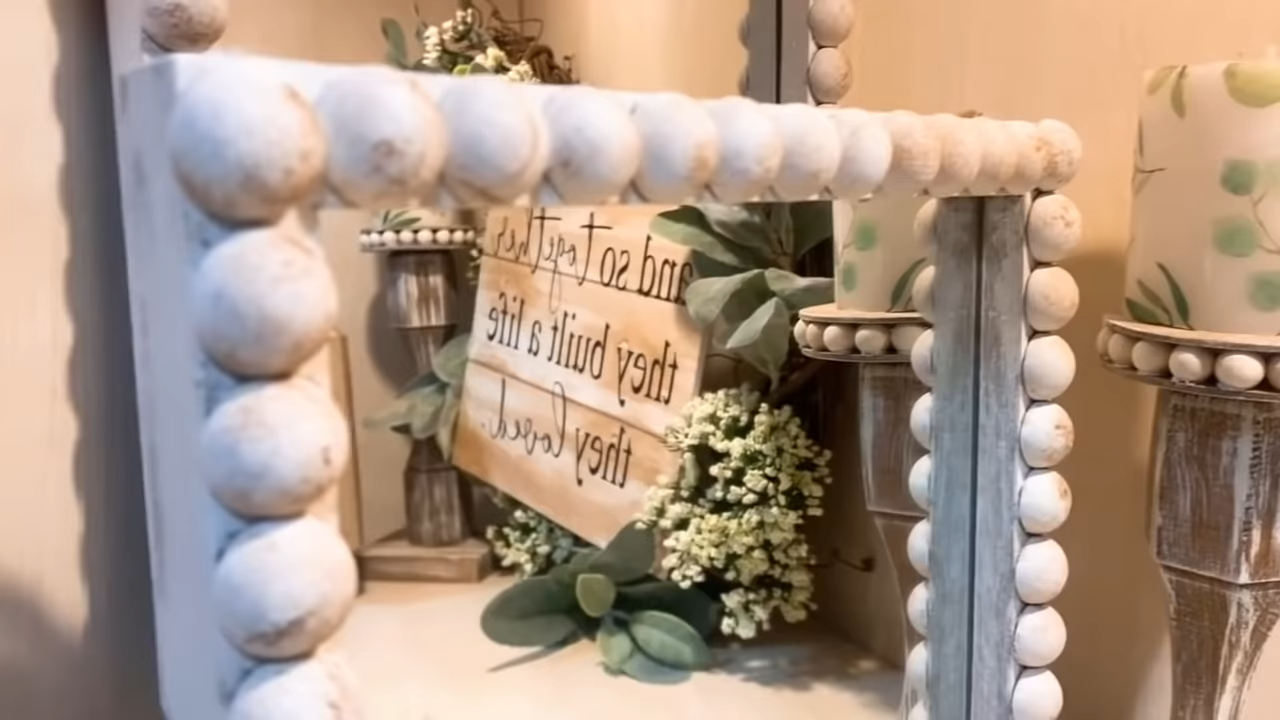 and so together
they built a life
they loved.